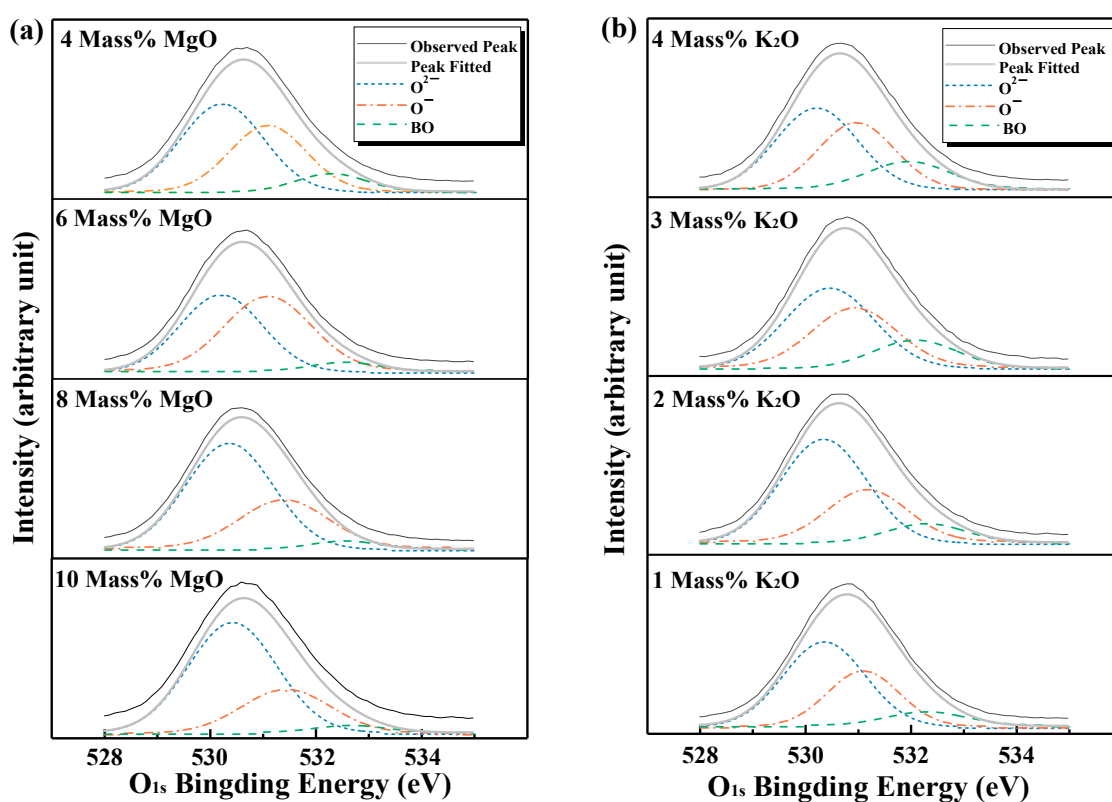 (a)
4 Mass% MgO
Observed Peak
Peak Fitted
O²⁻
O⁻
BO
6 Mass% MgO
8 Mass% MgO
10 Mass% MgO
Intensity (arbitrary unit)
528 530 532 534
O₁ₛ Bingding Energy (eV)
(b)
4 Mass% K₂O
Observed Peak
Peak Fitted
O²⁻
O⁻
BO
3 Mass% K₂O
2 Mass% K₂O
1 Mass% K₂O
Intensity (arbitrary unit)
528 530 532 534
O₁ₛ Bingding Energy (eV)